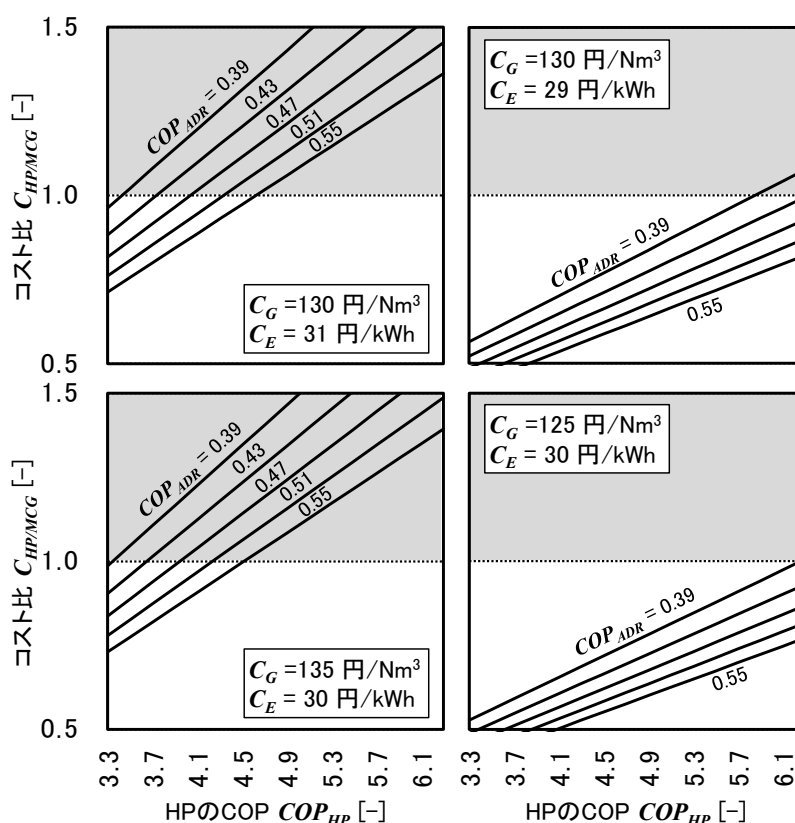 1.5
1.0
0.5
コスト比 C_HP/MCG [-]
COP_ADR = 0.39
0.43
0.47
0.51
0.55
C_G =130 円/Nm³
C_E = 31 円/kWh
C_G =130 円/Nm³
C_E = 29 円/kWh
COP_ADR = 0.39
0.55
1.5
1.0
0.5
コスト比 C_HP/MCG [-]
COP_ADR = 0.39
0.43
0.47
0.51
0.55
C_G =135 円/Nm³
C_E = 30 円/kWh
C_G =125 円/Nm³
C_E = 30 円/kWh
COP_ADR = 0.39
0.55
3.3 3.7 4.1 4.5 4.9 5.3 5.7 6.1
HPのCOP COP_HP [-]
3.3 3.7 4.1 4.5 4.9 5.3 5.7 6.1
HPのCOP COP_HP [-]